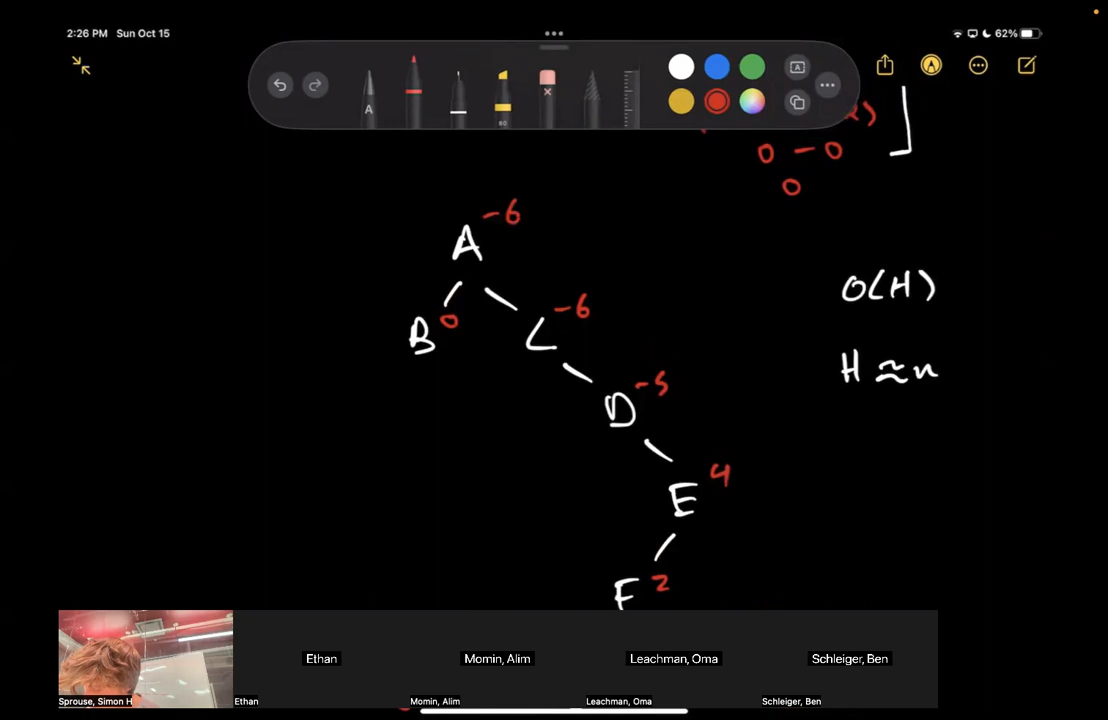 2:26 PM Sun Oct 15
62%
A
80
0 - 0
0
-6
A
O(H)
B 0
C -6
H ≈ n
D -5
E 4
F 2
Ethan
Momin, Alim
Leachman, Oma
Schleiger, Ben
Sprouse, Simon H
Ethan
Momin, Alim
Leachman, Oma
Schleiger, Ben